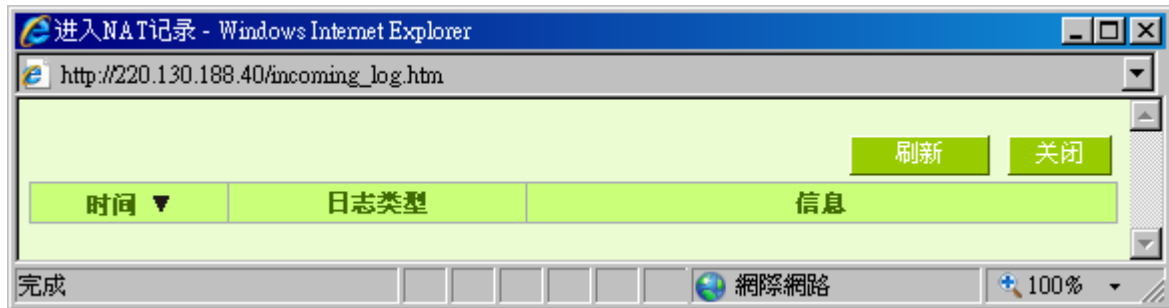 进入NAT记录 - Windows Internet Explorer
http://220.130.188.40/incoming_log.htm
刷新 关闭
时间 ▼ 日志类型 信息
完成 網際網路 100%